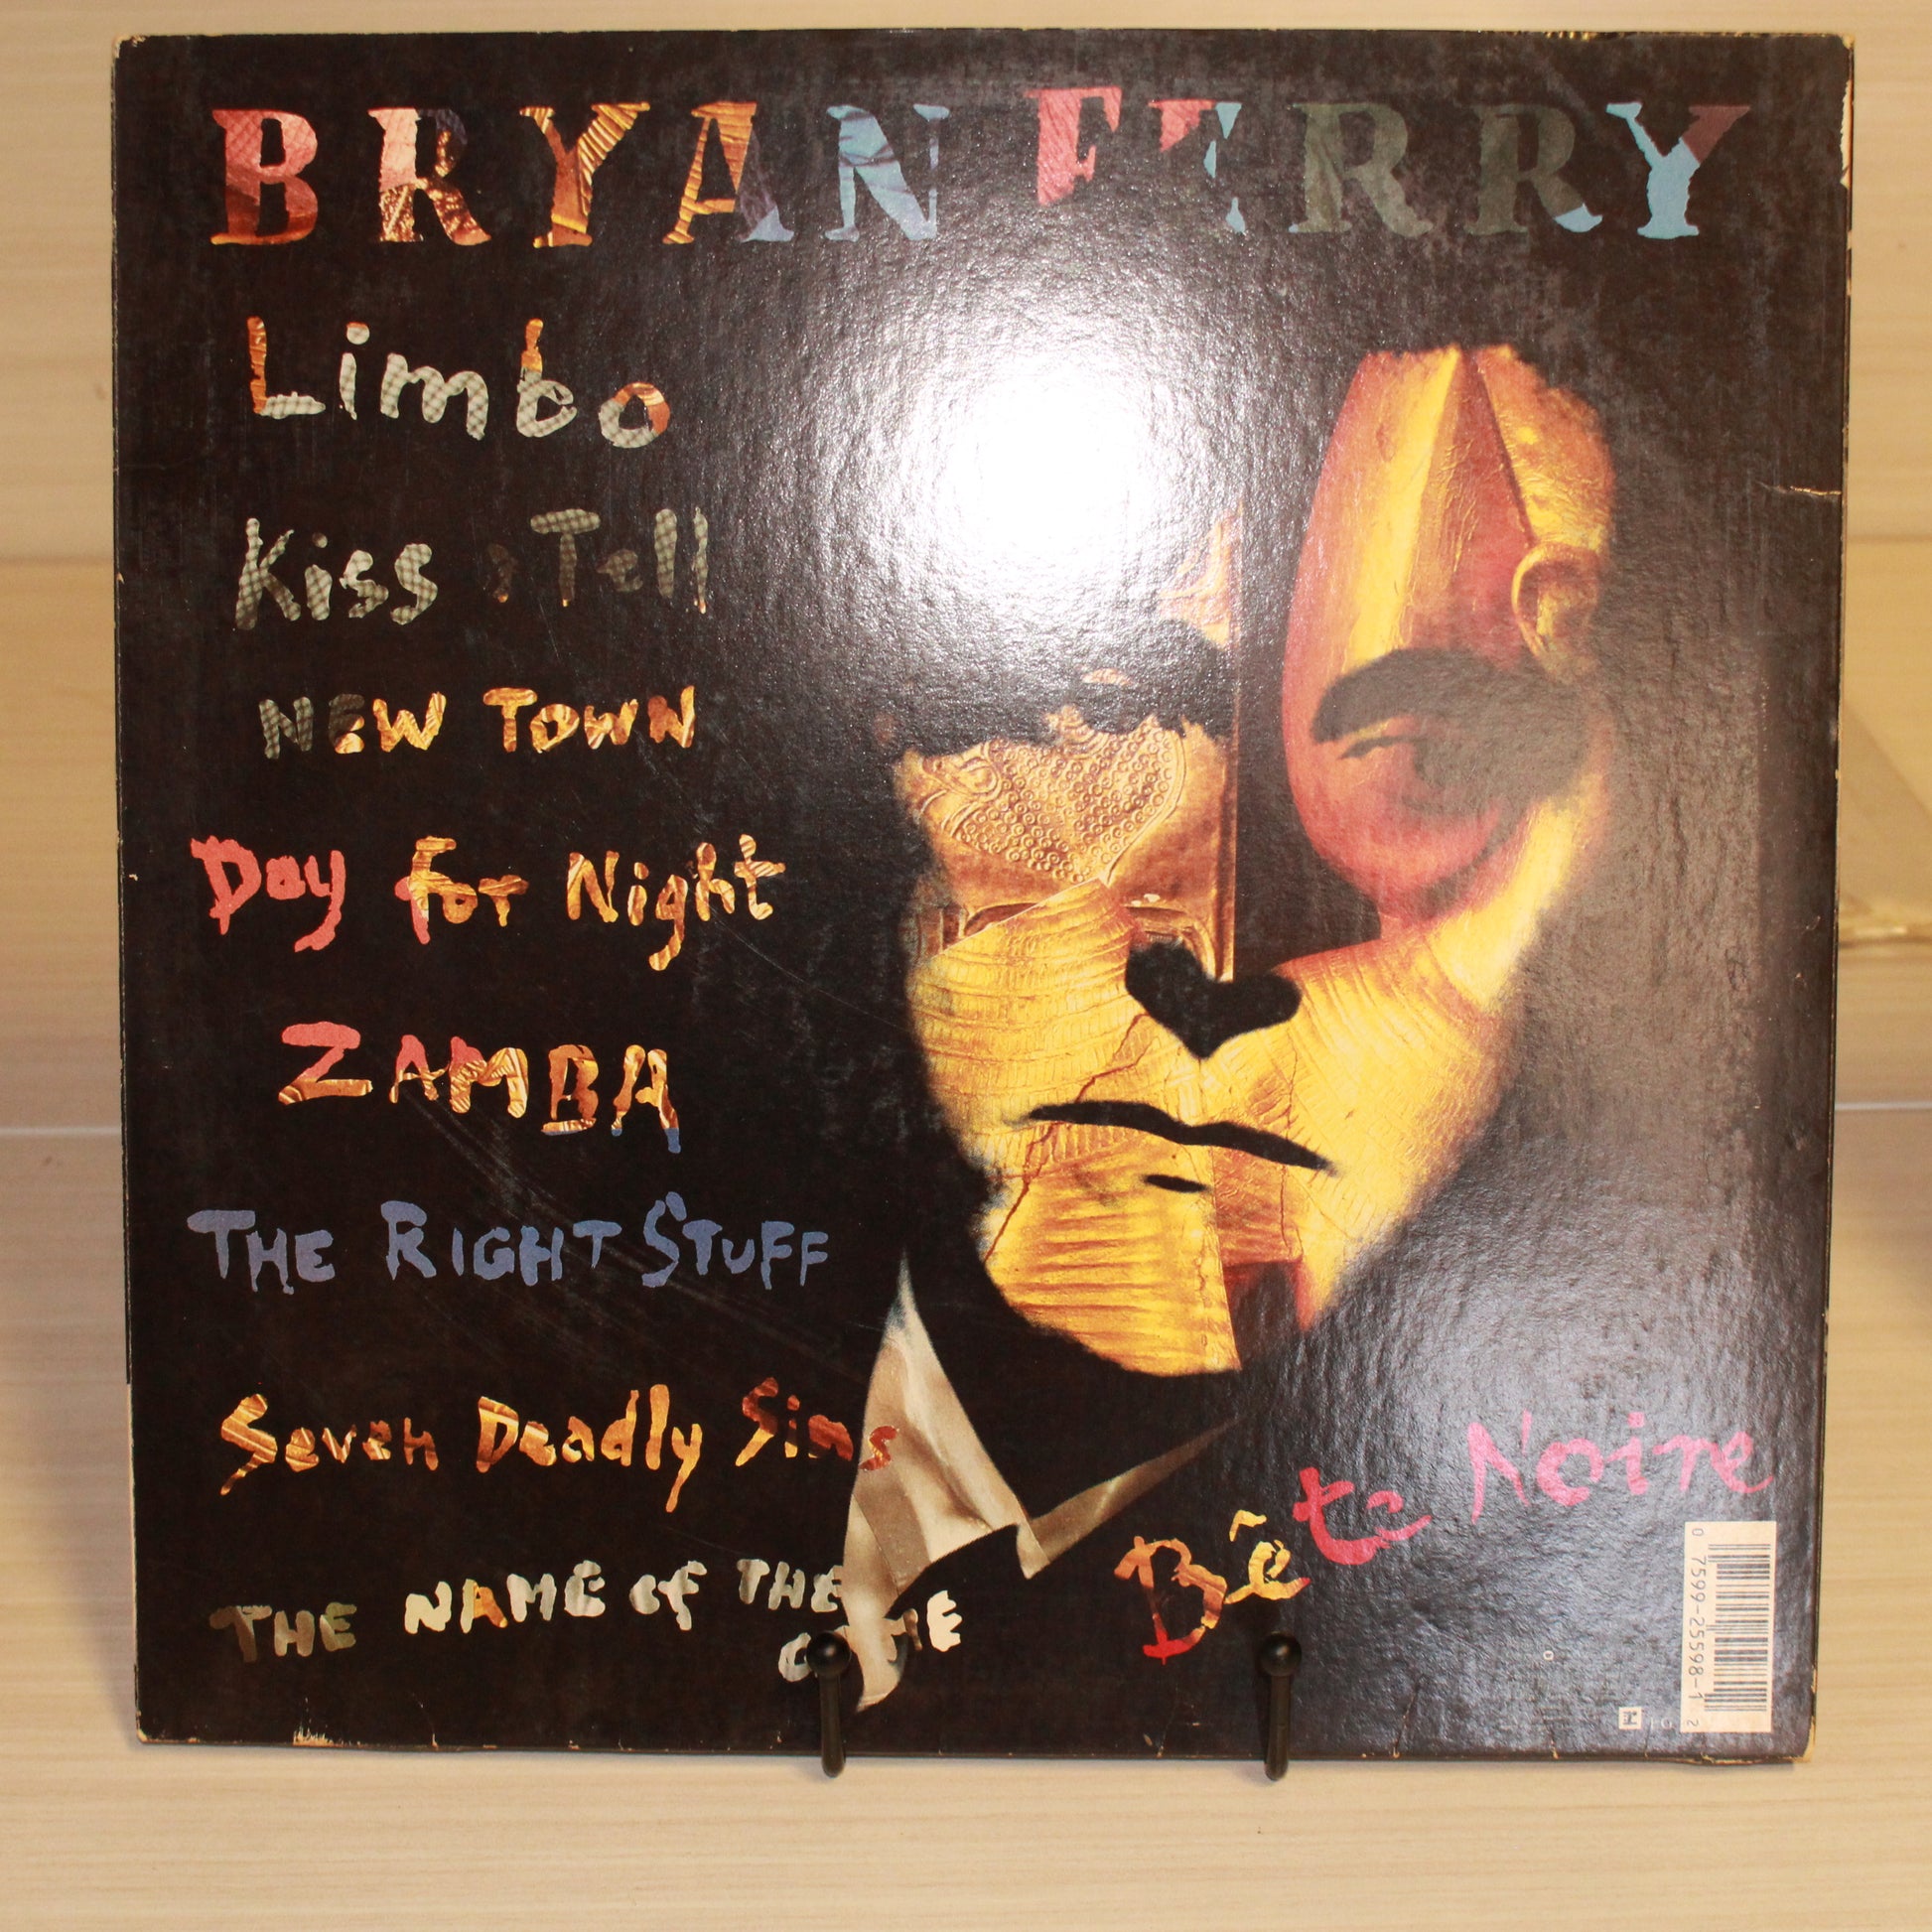 BRYAN FERRY
Limbo
Kiss & Tell
NEW TOWN
Day for Night
ZAMBA
THE RIGHT STUFF
Seven Deadly Sins
THE NAME OF THE
GAME
Bête Noire
0 7599-25598-1 2